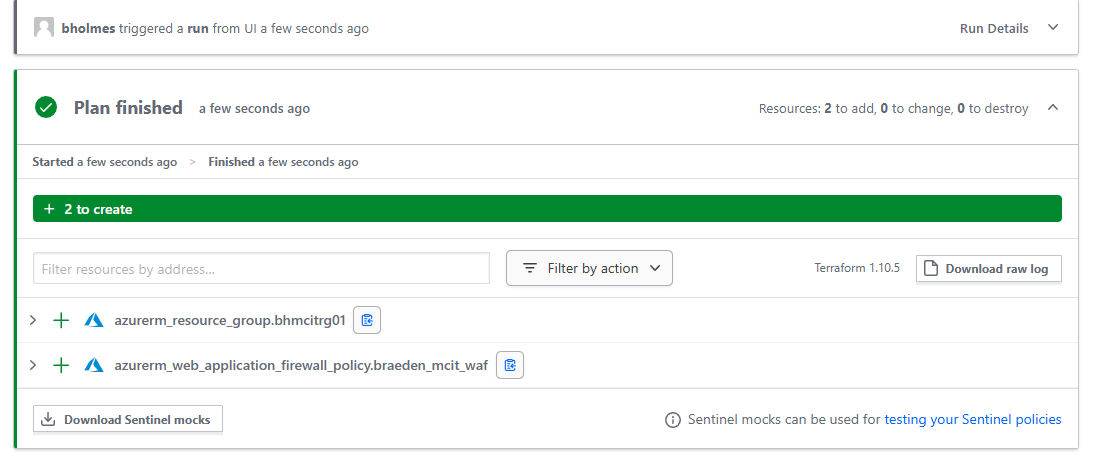 bholmes triggered a run from UI a few seconds ago Run Details
Plan finished a few seconds ago Resources: 2 to add, 0 to change, 0 to destroy
Started a few seconds ago > Finished a few seconds ago
+ 2 to create
Filter resources by address... Filter by action Terraform 1.10.5 Download raw log
azurerm_resource_group.bhmcitrg01
azurerm_web_application_firewall_policy.braeden_mcit_waf
Download Sentinel mocks Sentinel mocks can be used for testing your Sentinel policies